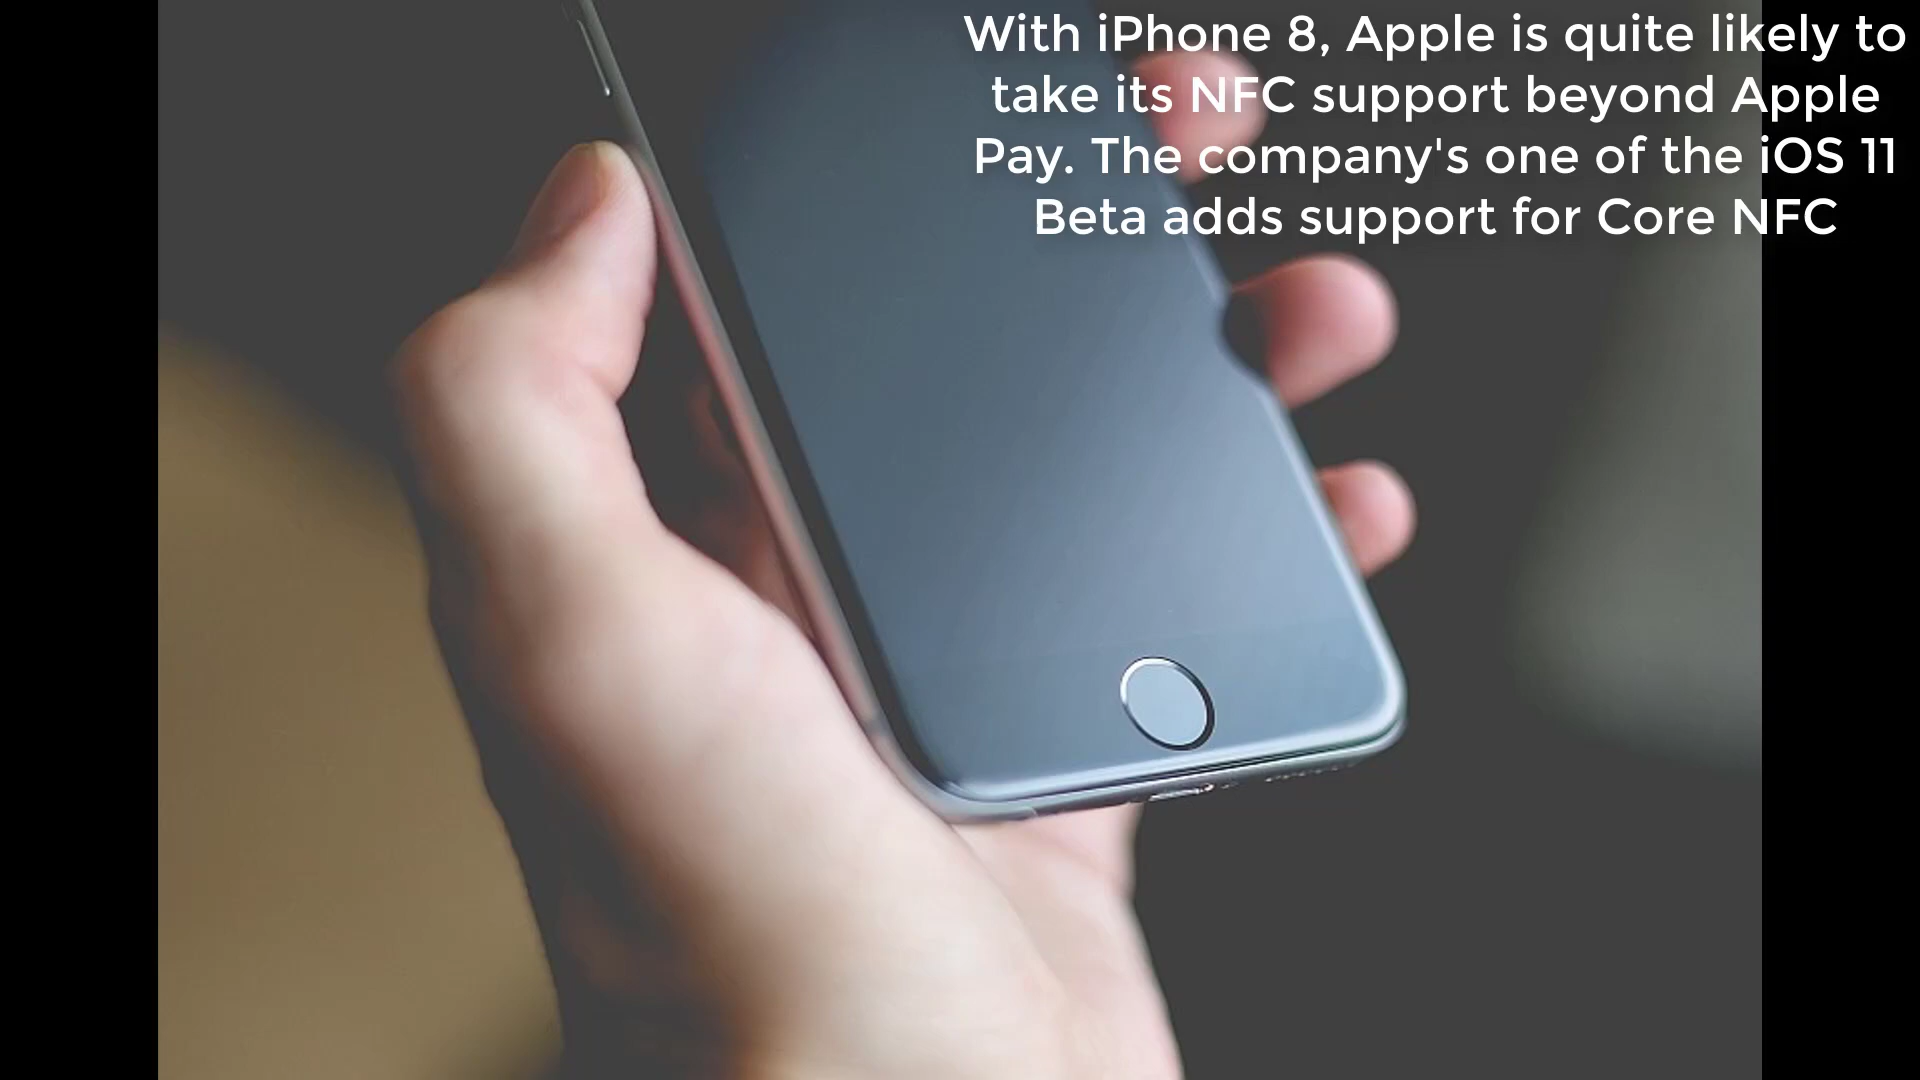 With iPhone 8, Apple is quite likely to
take its NFC support beyond Apple
Pay. The company's one of the iOS 11
Beta adds support for Core NFC